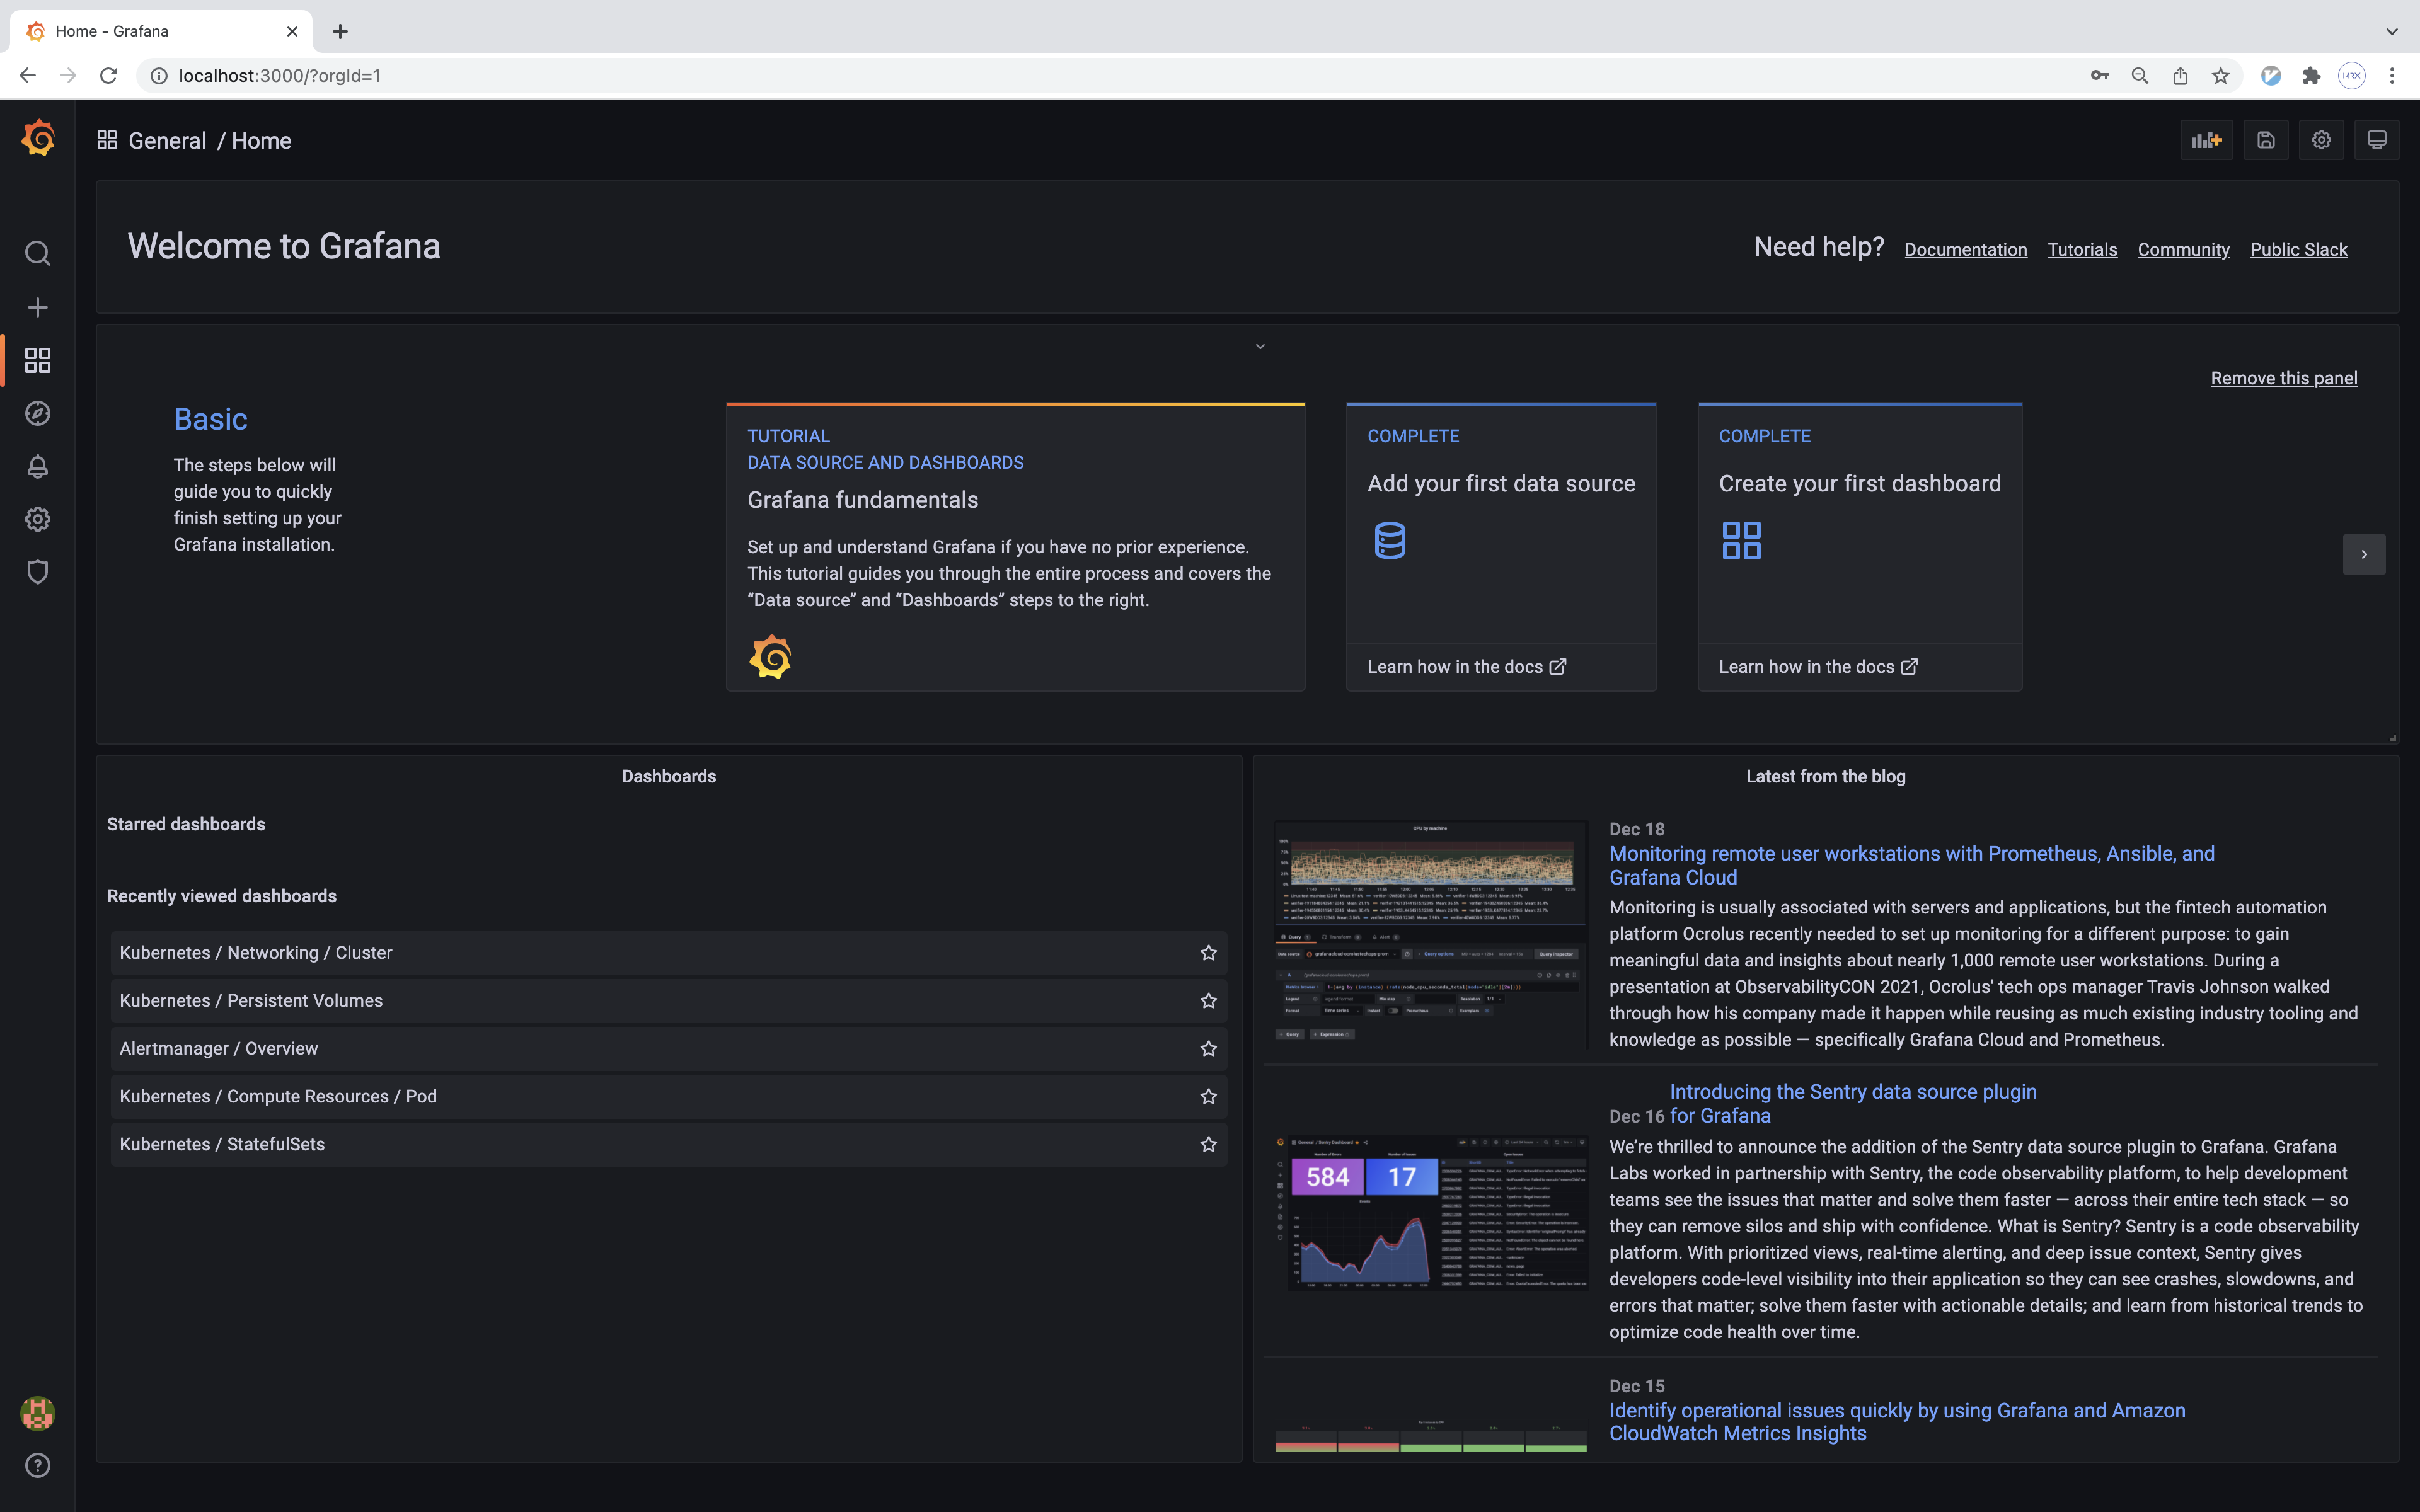 Home - Grafana
localhost:3000/?orgId=1
General / Home
Welcome to Grafana
Need help? Documentation Tutorials Community Public Slack
Remove this panel
Basic
The steps below will
guide you to quickly
finish setting up your
Grafana installation.
TUTORIAL
DATA SOURCE AND DASHBOARDS
Grafana fundamentals
Set up and understand Grafana if you have no prior experience.
This tutorial guides you through the entire process and covers the
“Data source” and “Dashboards” steps to the right.
COMPLETE
Add your first data source
Learn how in the docs
COMPLETE
Create your first dashboard
Learn how in the docs
Dashboards
Starred dashboards
Recently viewed dashboards
Kubernetes / Networking / Cluster
Kubernetes / Persistent Volumes
Alertmanager / Overview
Kubernetes / Compute Resources / Pod
Kubernetes / StatefulSets
Latest from the blog
CPU by machine
Dec 18
Monitoring remote user workstations with Prometheus, Ansible, and
Grafana Cloud
Monitoring is usually associated with servers and applications, but the fintech automation
platform Ocrolus recently needed to set up monitoring for a different purpose: to gain
meaningful data and insights about nearly 1,000 remote user workstations. During a
presentation at ObservabilityCON 2021, Ocrolus' tech ops manager Travis Johnson walked
through how his company made it happen while reusing as much existing industry tooling and
knowledge as possible — specifically Grafana Cloud and Prometheus.
Introducing the Sentry data source plugin
Dec 16 for Grafana
584 17
We’re thrilled to announce the addition of the Sentry data source plugin to Grafana. Grafana
Labs worked in partnership with Sentry, the code observability platform, to help development
teams see the issues that matter and solve them faster — across their entire tech stack — so
they can remove silos and ship with confidence. What is Sentry? Sentry is a code observability
platform. With prioritized views, real-time alerting, and deep issue context, Sentry gives
developers code-level visibility into their application so they can see crashes, slowdowns, and
errors that matter; solve them faster with actionable details; and learn from historical trends to
optimize code health over time.
Dec 15
Identify operational issues quickly by using Grafana and Amazon
CloudWatch Metrics Insights